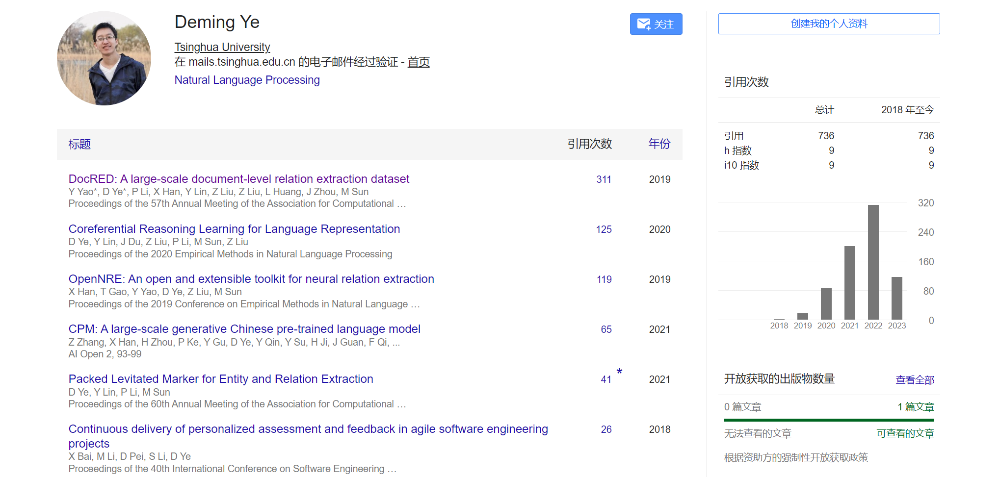 Deming Ye
关注
Tsinghua University
在 mails.tsinghua.edu.cn 的电子邮件经过验证 - 首页
Natural Language Processing
标题 引用次数 年份
DocRED: A large-scale document-level relation extraction dataset 311 2019
Y Yao*, D Ye*, P Li, X Han, Y Lin, Z Liu, Z Liu, L Huang, J Zhou, M Sun
Proceedings of the 57th Annual Meeting of the Association for Computational …
Coreferential Reasoning Learning for Language Representation 125 2020
D Ye, Y Lin, J Du, Z Liu, P Li, M Sun, Z Liu
Proceedings of the 2020 Empirical Methods in Natural Language Processing
OpenNRE: An open and extensible toolkit for neural relation extraction 119 2019
X Han, T Gao, Y Yao, D Ye, Z Liu, M Sun
Proceedings of the 2019 Conference on Empirical Methods in Natural Language …
CPM: A large-scale generative Chinese pre-trained language model 65 2021
Z Zhang, X Han, H Zhou, P Ke, Y Gu, D Ye, Y Qin, Y Su, H Ji, J Guan, F Qi, ...
AI Open 2, 93-99
Packed Levitated Marker for Entity and Relation Extraction 41 * 2021
D Ye, Y Lin, P Li, M Sun
Proceedings of the 60th Annual Meeting of the Association for Computational …
Continuous delivery of personalized assessment and feedback in agile software engineering 26 2018
projects
X Bai, M Li, D Pei, S Li, D Ye
Proceedings of the 40th International Conference on Software Engineering …
创建我的个人资料
引用次数
总计 2018 年至今
引用 736 736
h 指数 9 9
i10 指数 9 9
320
240
160
80
0
2018 2019 2020 2021 2022 2023
开放获取的出版物数量 查看全部
0 篇文章 1 篇文章
无法查看的文章 可查看的文章
根据资助方的强制性开放获取政策